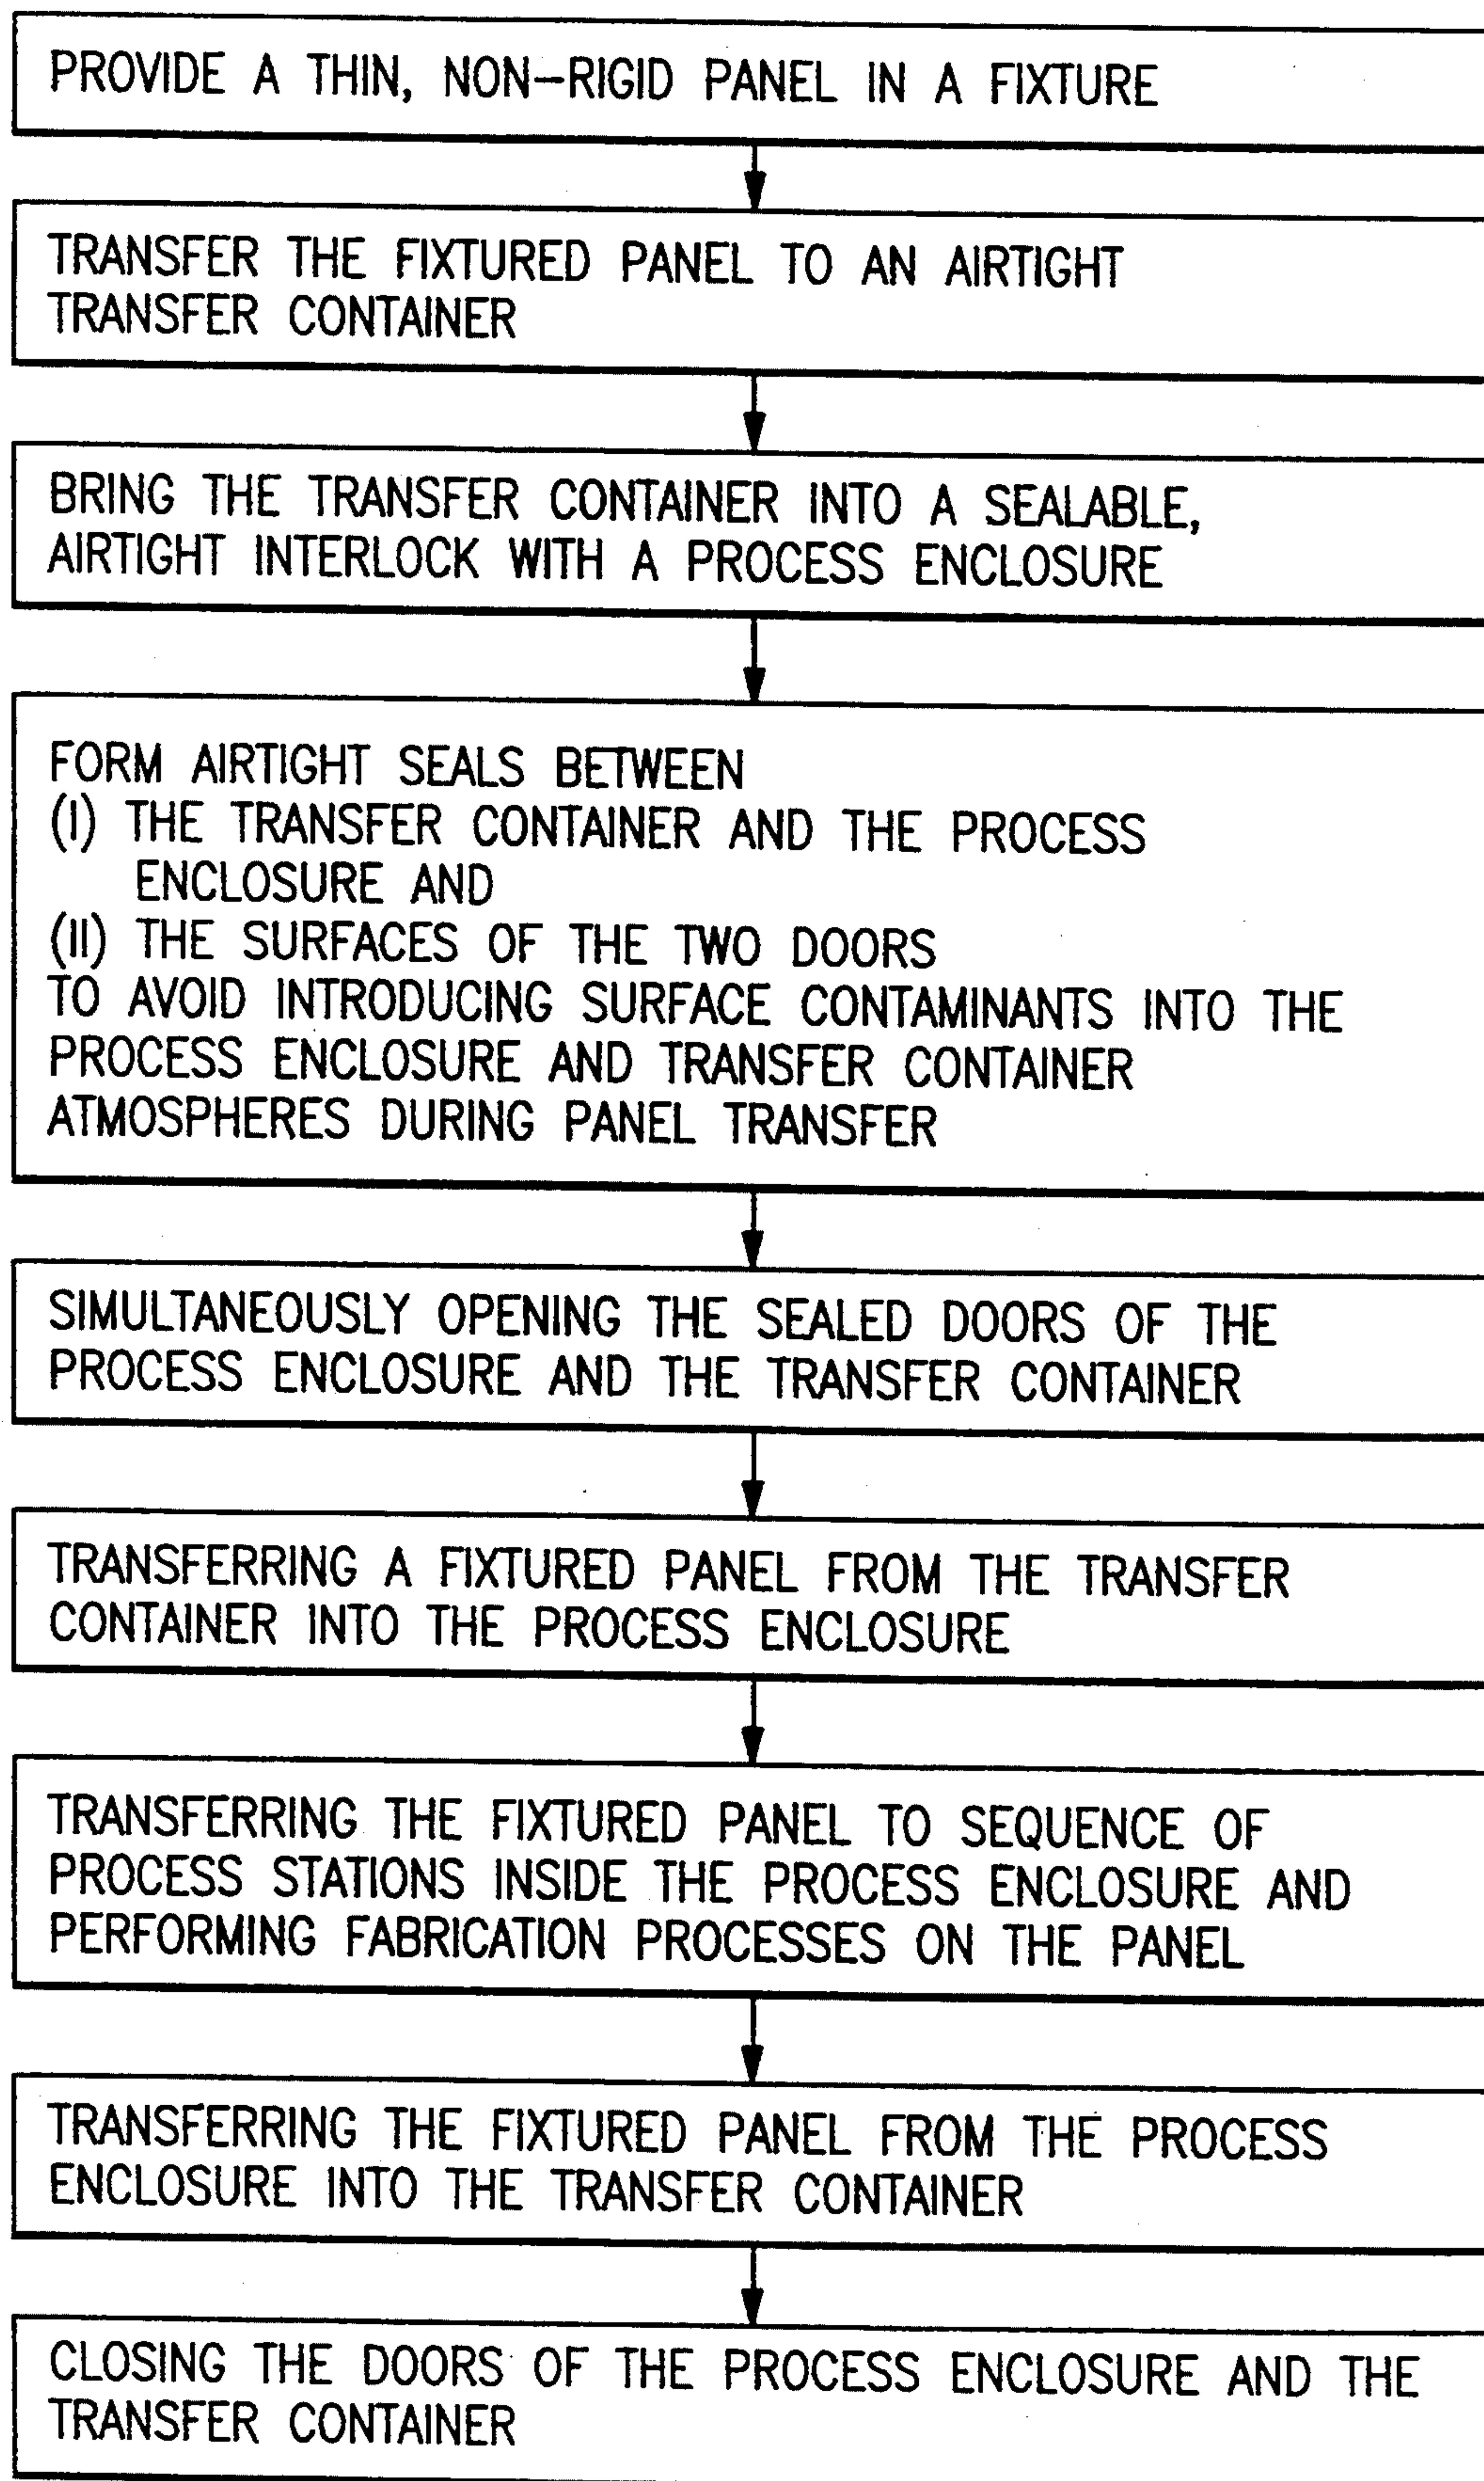 PROVIDE A THIN, NON-RIGID PANEL IN A FIXTURE
TRANSFER THE FIXTURED PANEL TO AN AIRTIGHT
TRANSFER CONTAINER
BRING THE TRANSFER CONTAINER INTO A SEALABLE,
AIRTIGHT INTERLOCK WITH A PROCESS ENCLOSURE
FORM AIRTIGHT SEALS BETWEEN
(I) THE TRANSFER CONTAINER AND THE PROCESS
ENCLOSURE AND
(II) THE SURFACES OF THE TWO DOORS
TO AVOID INTRODUCING SURFACE CONTAMINANTS INTO THE
PROCESS ENCLOSURE AND TRANSFER CONTAINER
ATMOSPHERES DURING PANEL TRANSFER
SIMULTANEOUSLY OPENING THE SEALED DOORS OF THE
PROCESS ENCLOSURE AND THE TRANSFER CONTAINER
TRANSFERRING A FIXTURED PANEL FROM THE TRANSFER
CONTAINER INTO THE PROCESS ENCLOSURE
TRANSFERRING THE FIXTURED PANEL TO SEQUENCE OF
PROCESS STATIONS INSIDE THE PROCESS ENCLOSURE AND
PERFORMING FABRICATION PROCESSES ON THE PANEL
TRANSFERRING THE FIXTURED PANEL FROM THE PROCESS
ENCLOSURE INTO THE TRANSFER CONTAINER
CLOSING THE DOORS OF THE PROCESS ENCLOSURE AND THE
TRANSFER CONTAINER